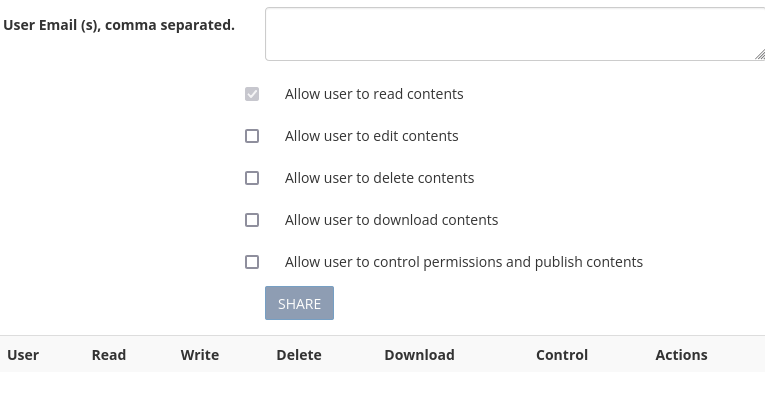 User Email (s), comma separated.
Allow user to read contents
Allow user to edit contents
Allow user to delete contents
Allow user to download contents
Allow user to control permissions and publish contents
SHARE
User Read Write Delete Download Control Actions